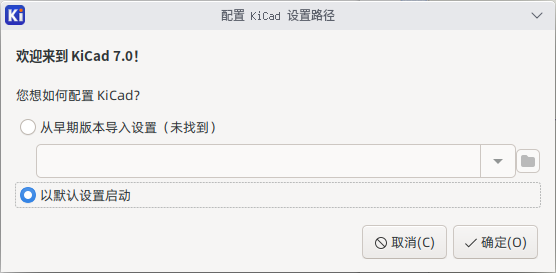 Ki
配置 KiCad 设置路径
欢迎来到 KiCad 7.0!
您想如何配置 KiCad?
从早期版本导入设置 (未找到)
以默认设置启动
取消(C)
确定(O)